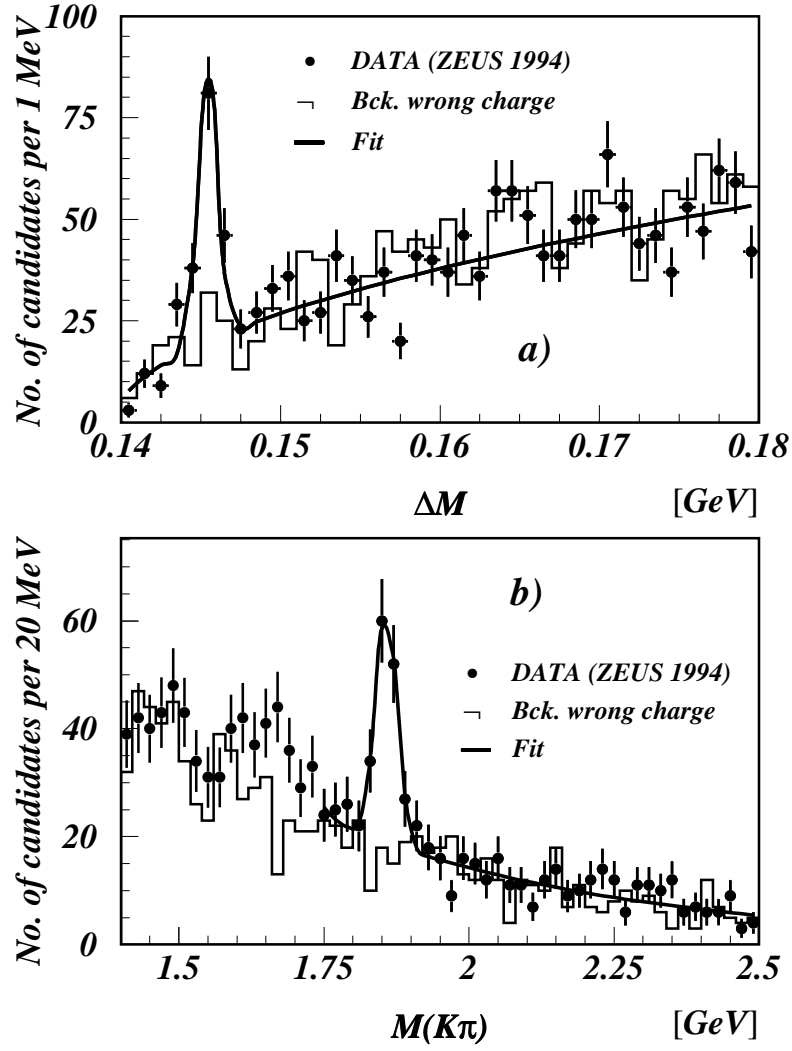 No. of candidates per 1 MeV
100
75
50
25
0
DATA (ZEUS 1994)
Bck. wrong charge
Fit
a)
0.14 0.15 0.16 0.17 0.18
ΔM [GeV]
No. of candidates per 20 MeV
60
40
20
0
b)
DATA (ZEUS 1994)
Bck. wrong charge
Fit
1.5 1.75 2 2.25 2.5
M(Kπ) [GeV]